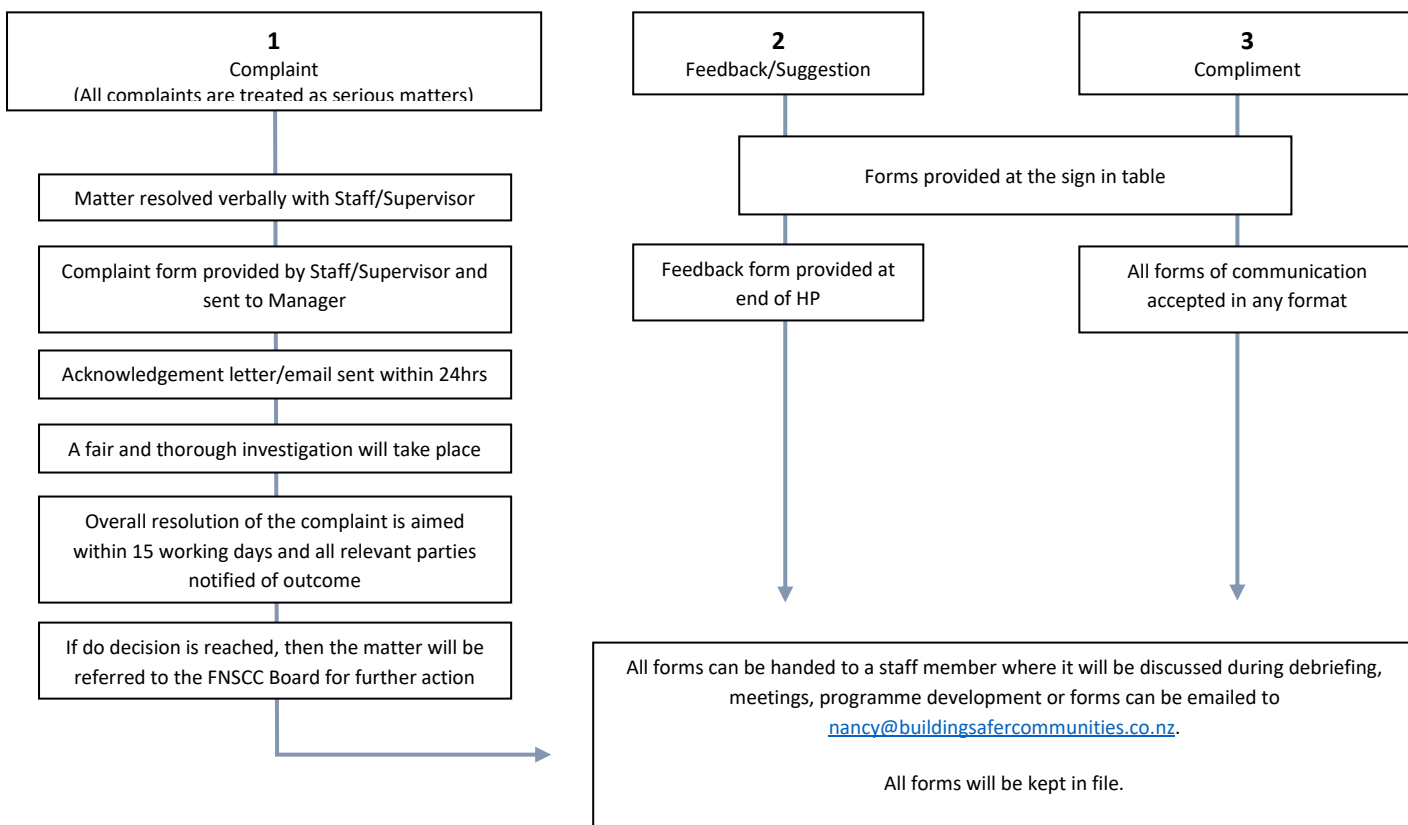 1
Complaint
(All complaints are treated as serious matters)
Matter resolved verbally with Staff/Supervisor
Complaint form provided by Staff/Supervisor and
sent to Manager
Acknowledgement letter/email sent within 24hrs
A fair and thorough investigation will take place
Overall resolution of the complaint is aimed
within 15 working days and all relevant parties
notified of outcome
If do decision is reached, then the matter will be
referred to the FNSCC Board for further action
2
Feedback/Suggestion
3
Compliment
Forms provided at the sign in table
Feedback form provided at
end of HP
All forms of communication
accepted in any format
All forms can be handed to a staff member where it will be discussed during debriefing,
meetings, programme development or forms can be emailed to
nancy@buildingsafercommunities.co.nz.
All forms will be kept in file.